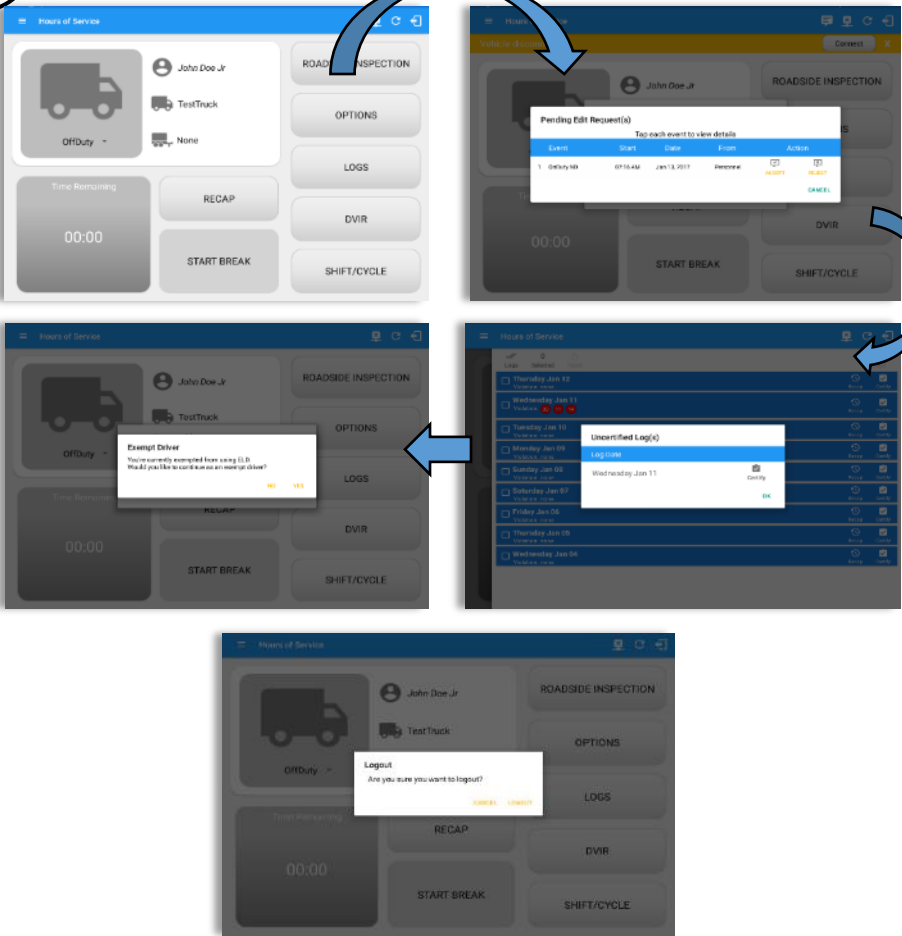 Hours of Service
John Doe Jr
TestTruck
None
OffDuty
Time Remaining
00:00
RECAP
START BREAK
OPTIONS
LOGS
DVIR
SHIFT/CYCLE
Hours of Service
Connect X
John Doe Jr
ROADSIDE INSPECTION
Pending Edit Request(s)
Tap each event to view details
Event Start Date From Action
1 OnDuty ND 07:16 AM Jan 13, 2017 Personnel
ACCEPT REJECT
CANCEL
00:00
START BREAK
DVIR
SHIFT/CYCLE
Hours of Service
John Doe Jr
TestTruck
OffDuty
ROADSIDE INSPECTION
OPTIONS
LOGS
DVIR
SHIFT/CYCLE
Exempt Driver
You're currently exempted from using ELD.
Would you like to continue as an exempt driver?
NO YES
RECAP
00:00
START BREAK
Hours of Service
Logs
Thursday Jan 12
Wednesday Jan 11
Tuesday Jan 10
Monday Jan 09
Sunday Jan 08
Saturday Jan 07
Friday Jan 06
Thursday Jan 05
Wednesday Jan 04
Uncertified Log(s)
Log Date
Wednesday Jan 11
Certify
OK
Hours of Service
John Doe Jr
TestTruck
OffDuty
ROADSIDE INSPECTION
OPTIONS
LOGS
DVIR
SHIFT/CYCLE
Logout
Are you sure you want to logout?
CANCEL LOGOUT
Time Remaining
00:00
RECAP
START BREAK